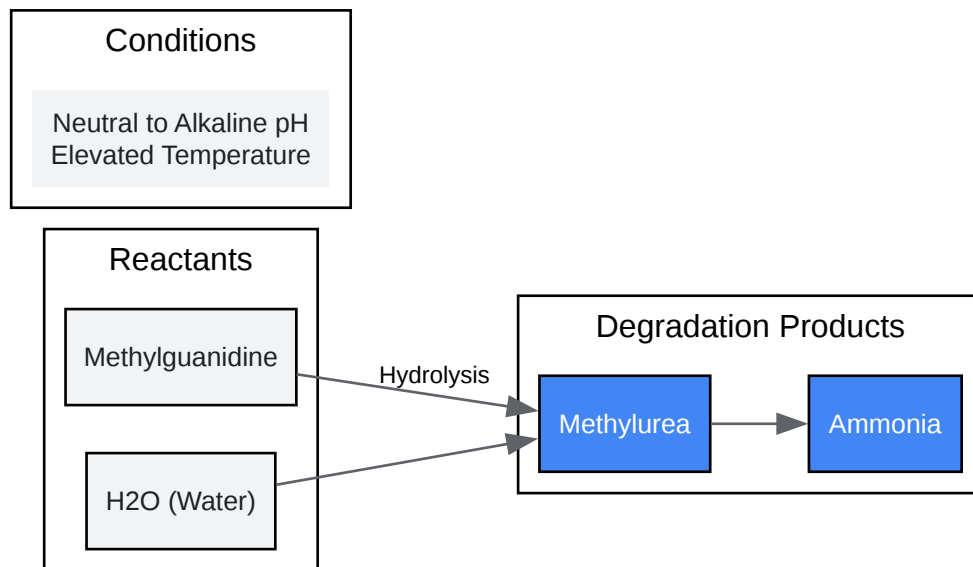 Conditions
Neutral to Alkaline pH
Elevated Temperature
Reactants
Methylguanidine
H2O (Water)
Hydrolysis
Degradation Products
Methylurea
Ammonia